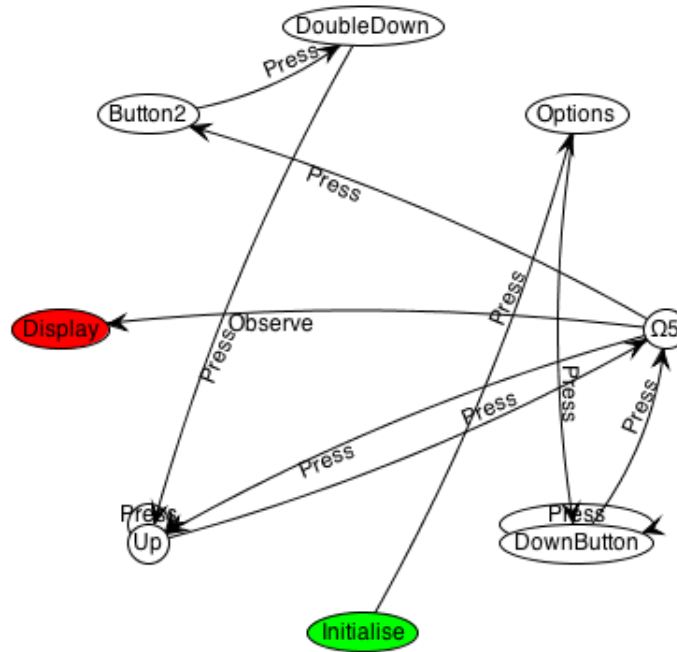 DoubleDown
Press
Button2
Options
Press
Press
Display
Observe
Ω5
Press
Press
Press
Press
Press
Press
Press
Up
DownButton
Initialise